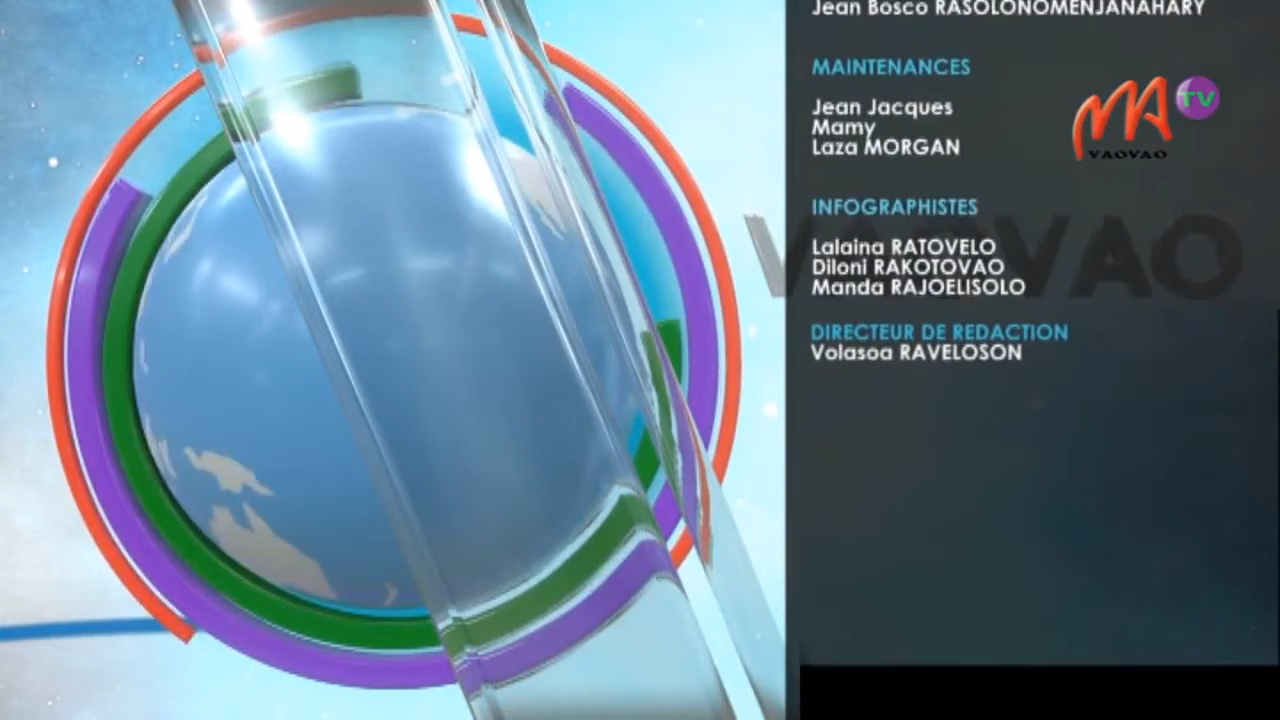 Jean Bosco RASOLONOMENJANAHARY
MAINTENANCES
Jean Jacques
Mamy
Laza MORGAN
MA TV
VAOVAO
INFOGRAPHISTES
Lalaina RATOVELO
Diloni RAKOTOVAO
Manda RAJOELISOLO
VAOVAO
DIRECTEUR DE REDACTION
Volasoa RAVELOSON